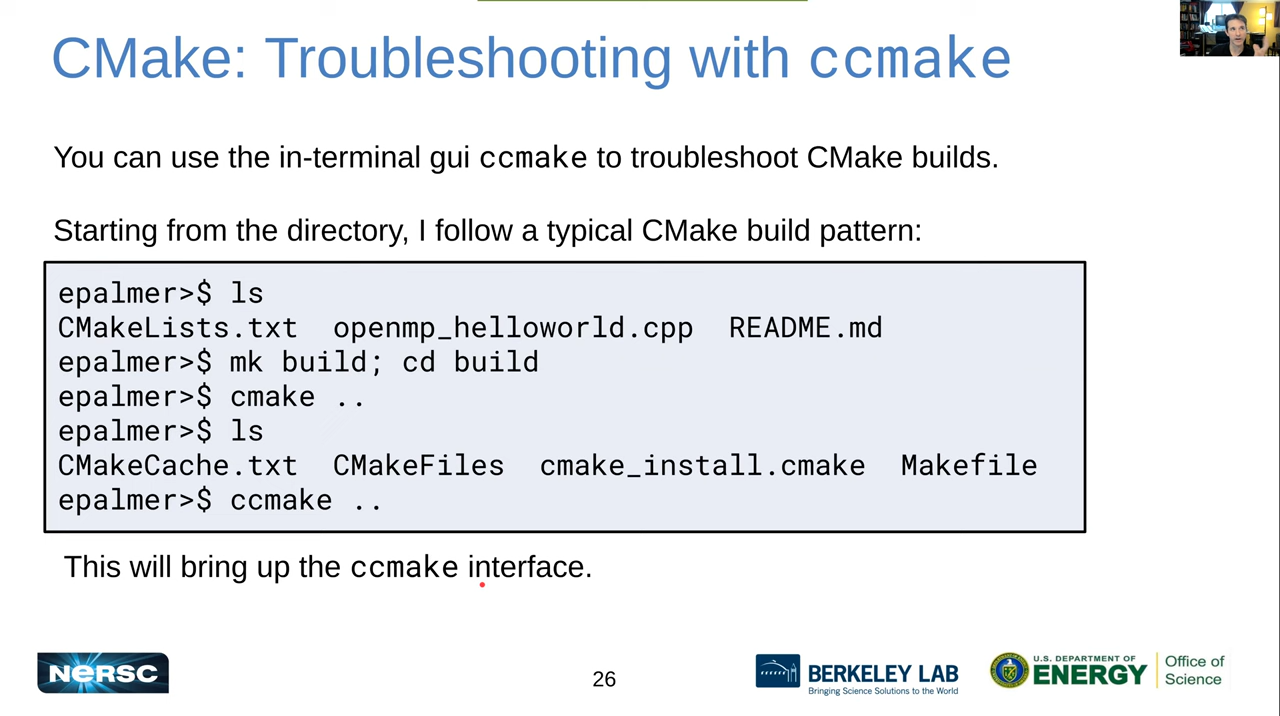 CMake: Troubleshooting with ccmake
You can use the in-terminal gui ccmake to troubleshoot CMake builds.
Starting from the directory, I follow a typical CMake build pattern:
epalmer>$ ls
CMakeLists.txt  openmp_helloworld.cpp  README.md
epalmer>$ mk build; cd build
epalmer>$ cmake ..
epalmer>$ ls
CMakeCache.txt  CMakeFiles  cmake_install.cmake  Makefile
epalmer>$ ccmake ..
This will bring up the ccmake interface.
NERSC
26
BERKELEY LAB
Bringing Science Solutions to the World
U.S. DEPARTMENT OF
ENERGY
Office of
Science